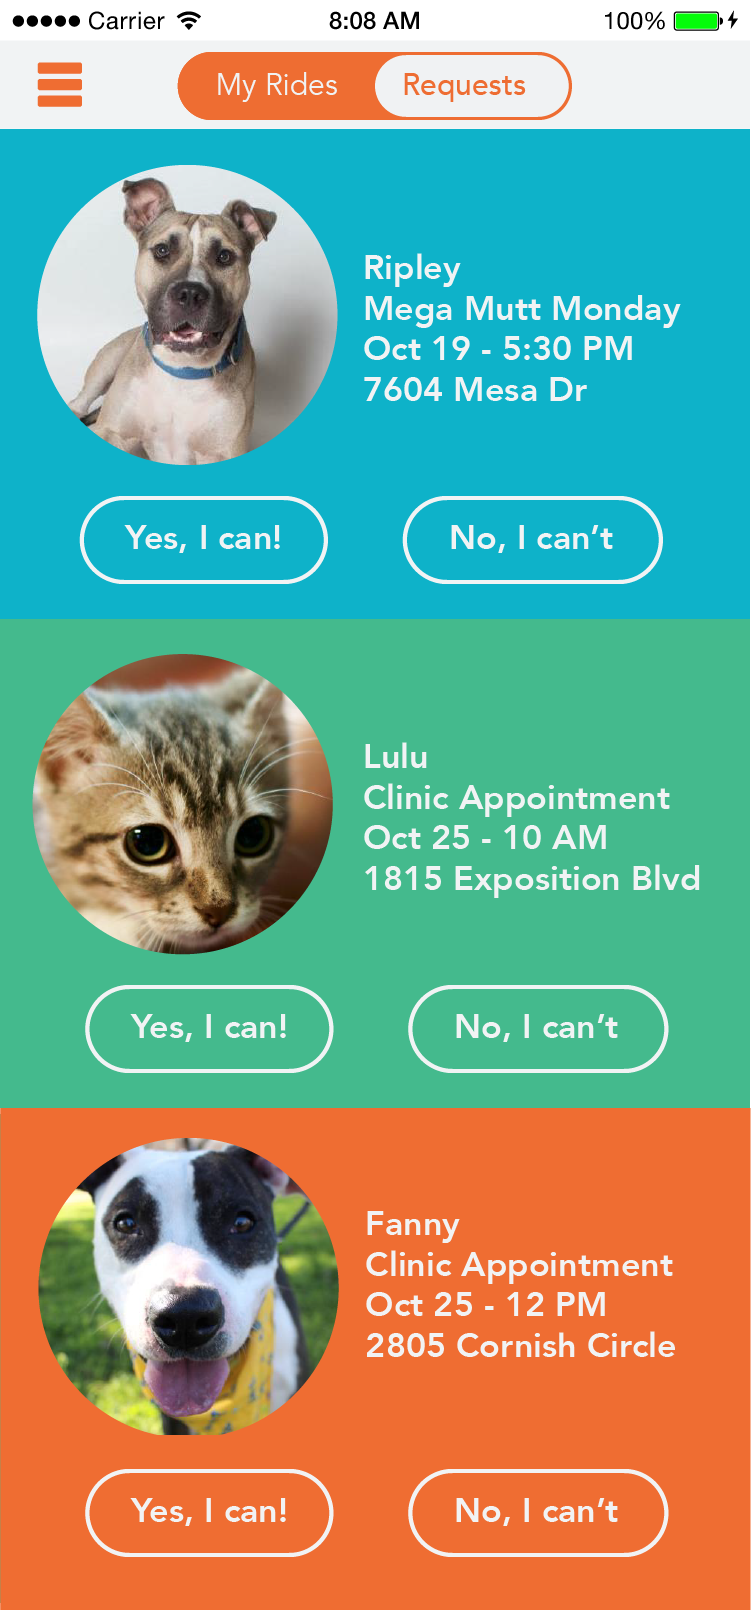 Carrier 8:08 AM 100%
My Rides Requests
Ripley
Mega Mutt Monday
Oct 19 - 5:30 PM
7604 Mesa Dr
Yes, I can! No, I can’t
Lulu
Clinic Appointment
Oct 25 - 10 AM
1815 Exposition Blvd
Yes, I can! No, I can’t
Fanny
Clinic Appointment
Oct 25 - 12 PM
2805 Cornish Circle
Yes, I can! No, I can’t